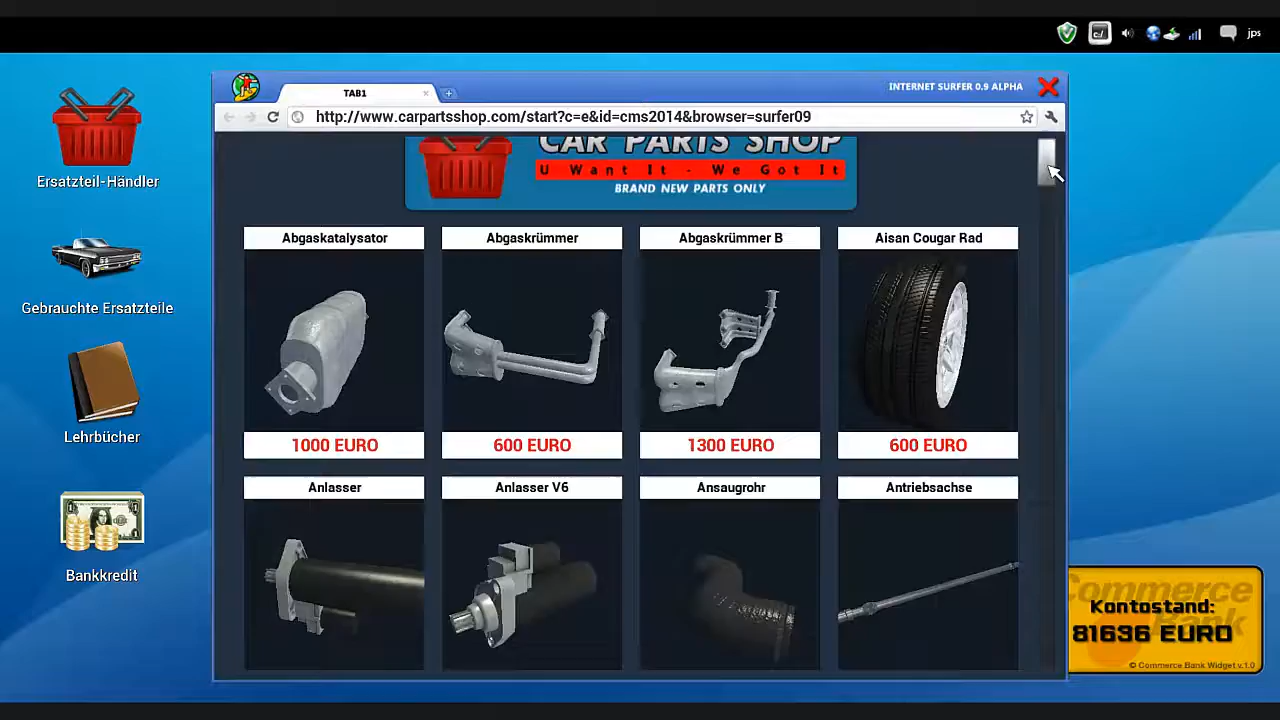 jps
TAB1
INTERNET SURFER 0.9 ALPHA
http://www.carpartsshop.com/start?c=e&id=cms2014&browser=surfer09
CAR PARTS SHOP
U Want It - We Got It
BRAND NEW PARTS ONLY
Ersatzteil-Händler
Gebrauchte Ersatzteile
Lehrbücher
Bankkredit
Abgaskatalysator
Abgaskrümmer
Abgaskrümmer B
Aisan Cougar Rad
1000 EURO
600 EURO
1300 EURO
600 EURO
Anlasser
Anlasser V6
Ansaugrohr
Antriebsachse
Commerce
Bank
Kontostand:
81636 EURO
© Commerce Bank Widget v.1.0